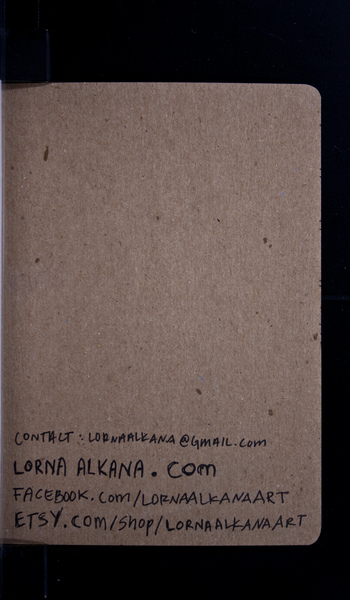 CONTACT : LORNAALKANA@GMAIL.com
LORNA ALKANA . Com
FACEBOOK.Com/LORNAALKANAART
ETSY.COM/Shop/LORNAALKANAART